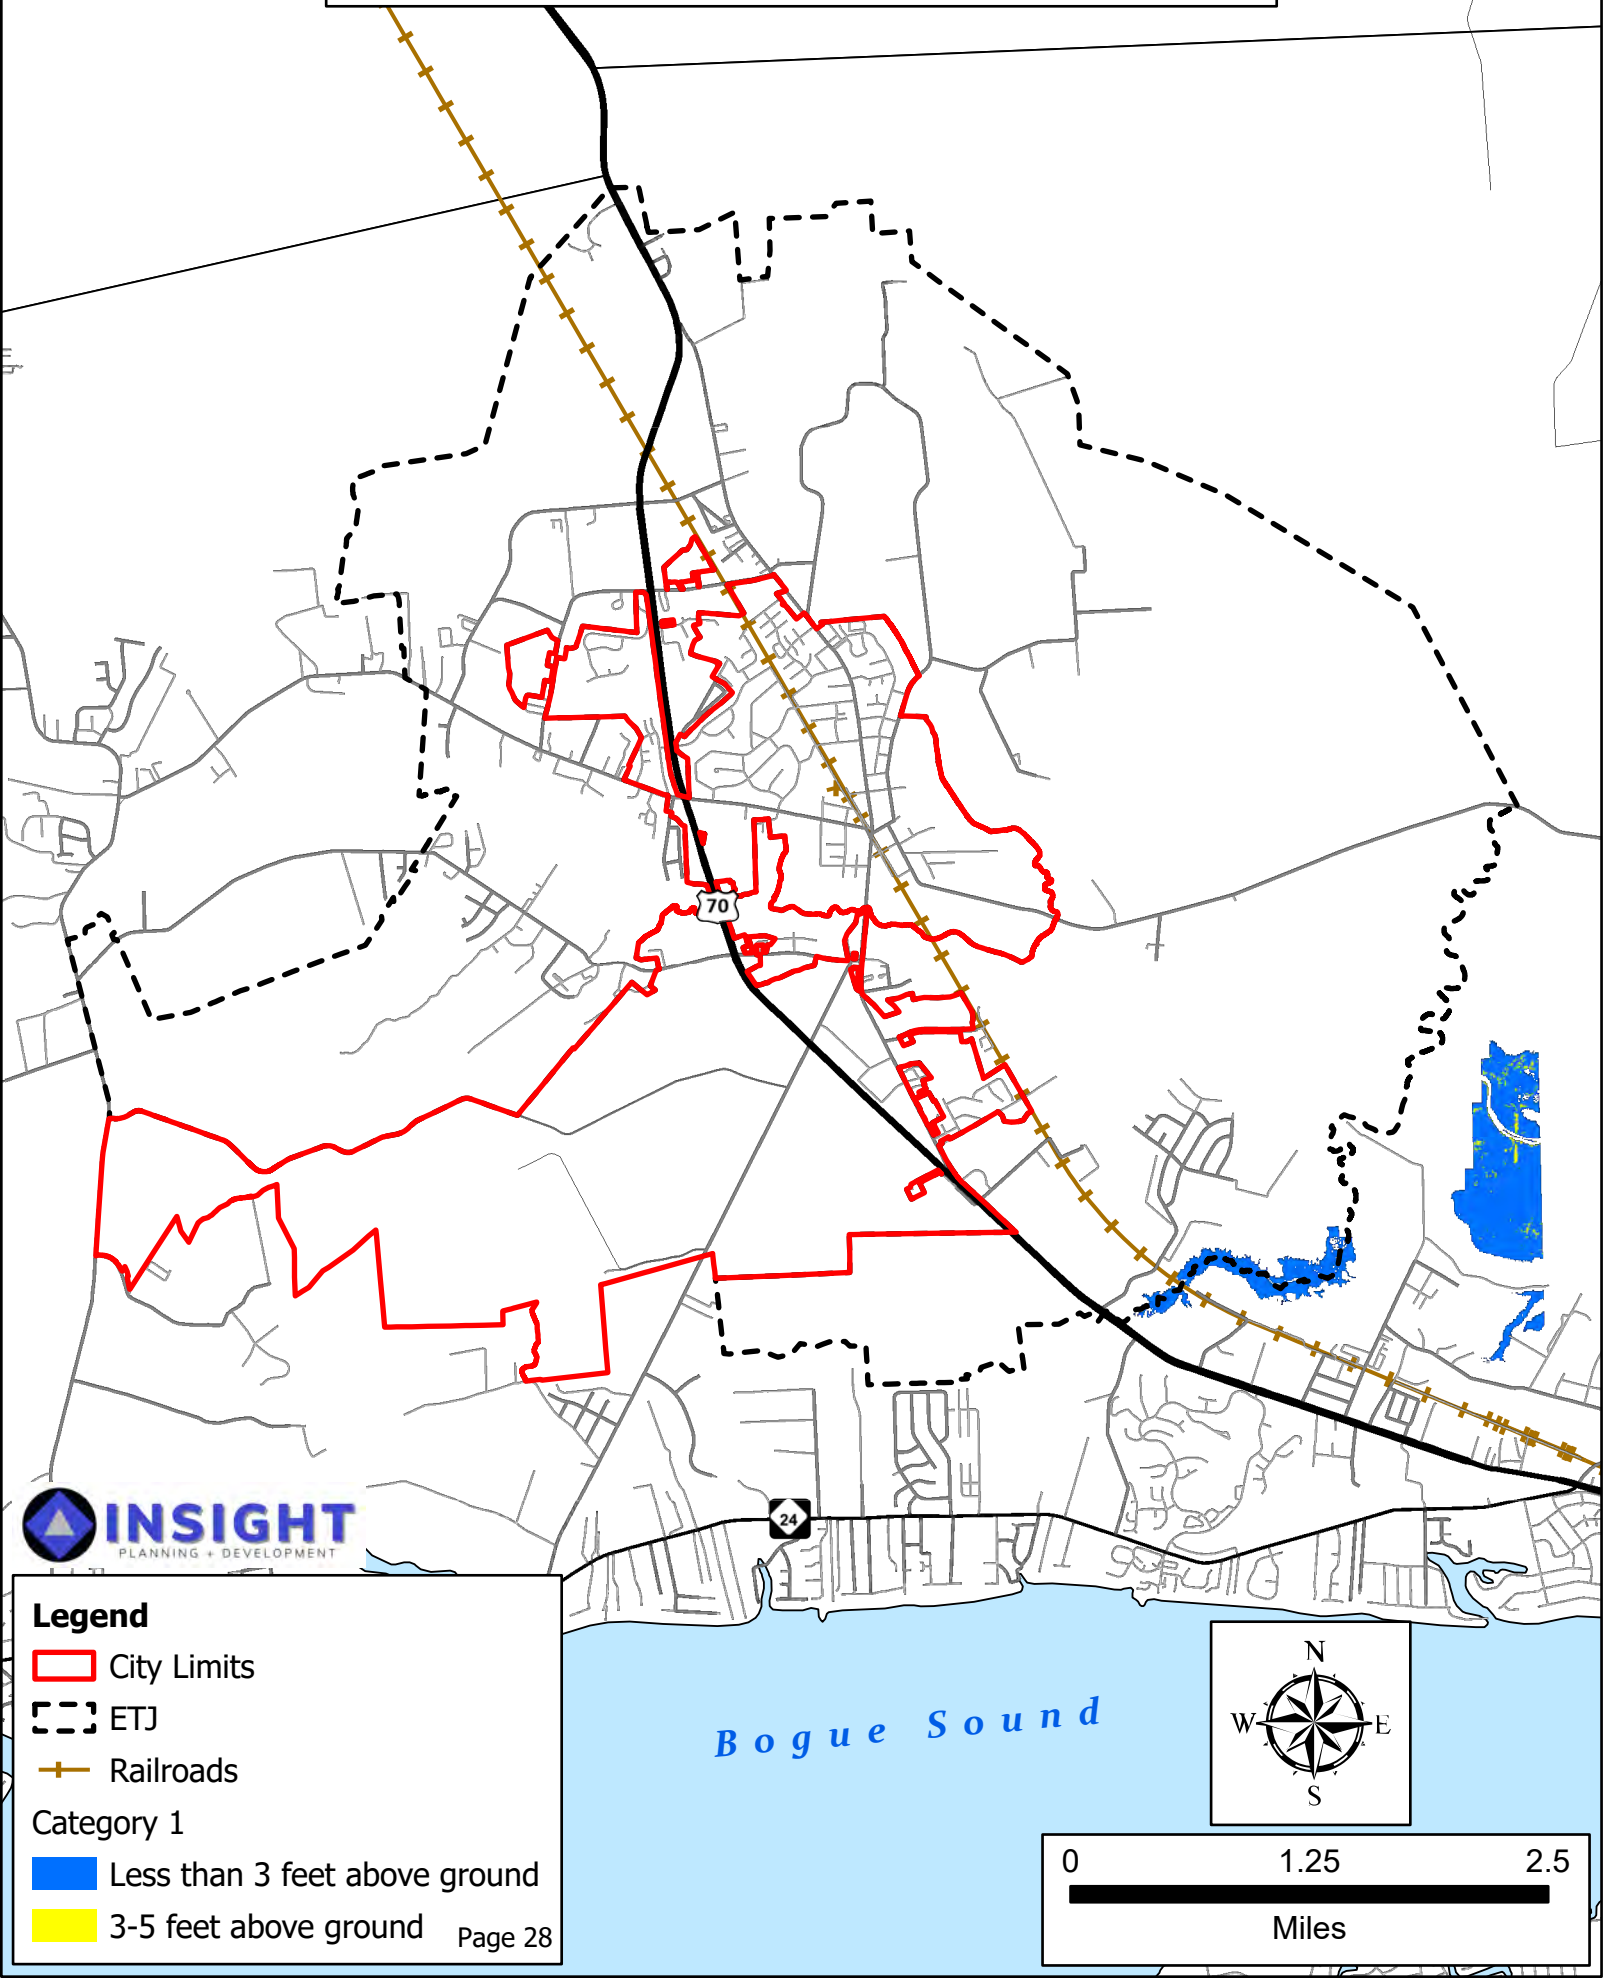 70
24
INSIGHT
PLANNING + DEVELOPMENT
Legend
City Limits
ETJ
Railroads
Category 1
Less than 3 feet above ground
3-5 feet above ground
Page 28
Bogue Sound
N
W E
S
0 1.25 2.5
Miles